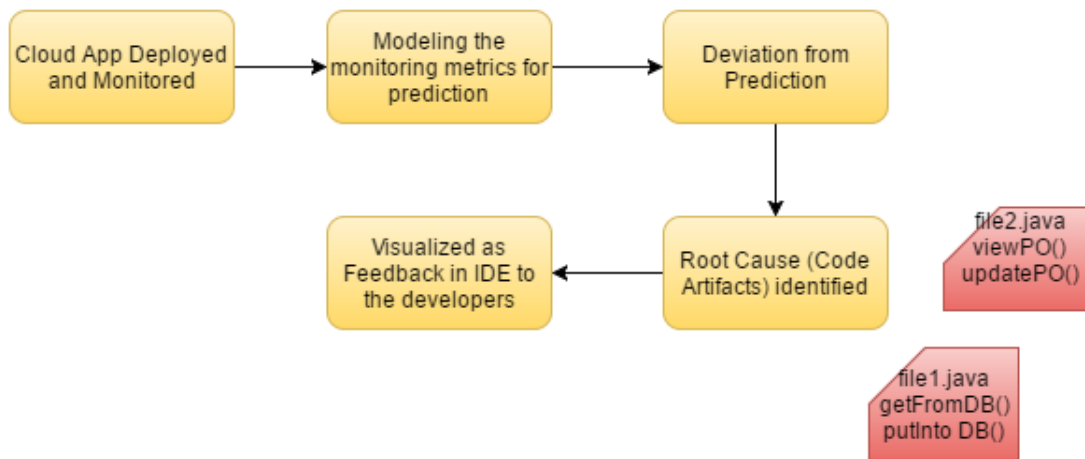 Cloud App Deployed
and Monitored
Modeling the
monitoring metrics for
prediction
Deviation from
Prediction
Visualized as
Feedback in IDE to
the developers
Root Cause (Code
Artifacts) identified
file2.java
viewPO()
updatePO()
file1.java
getFromDB()
putInto DB()